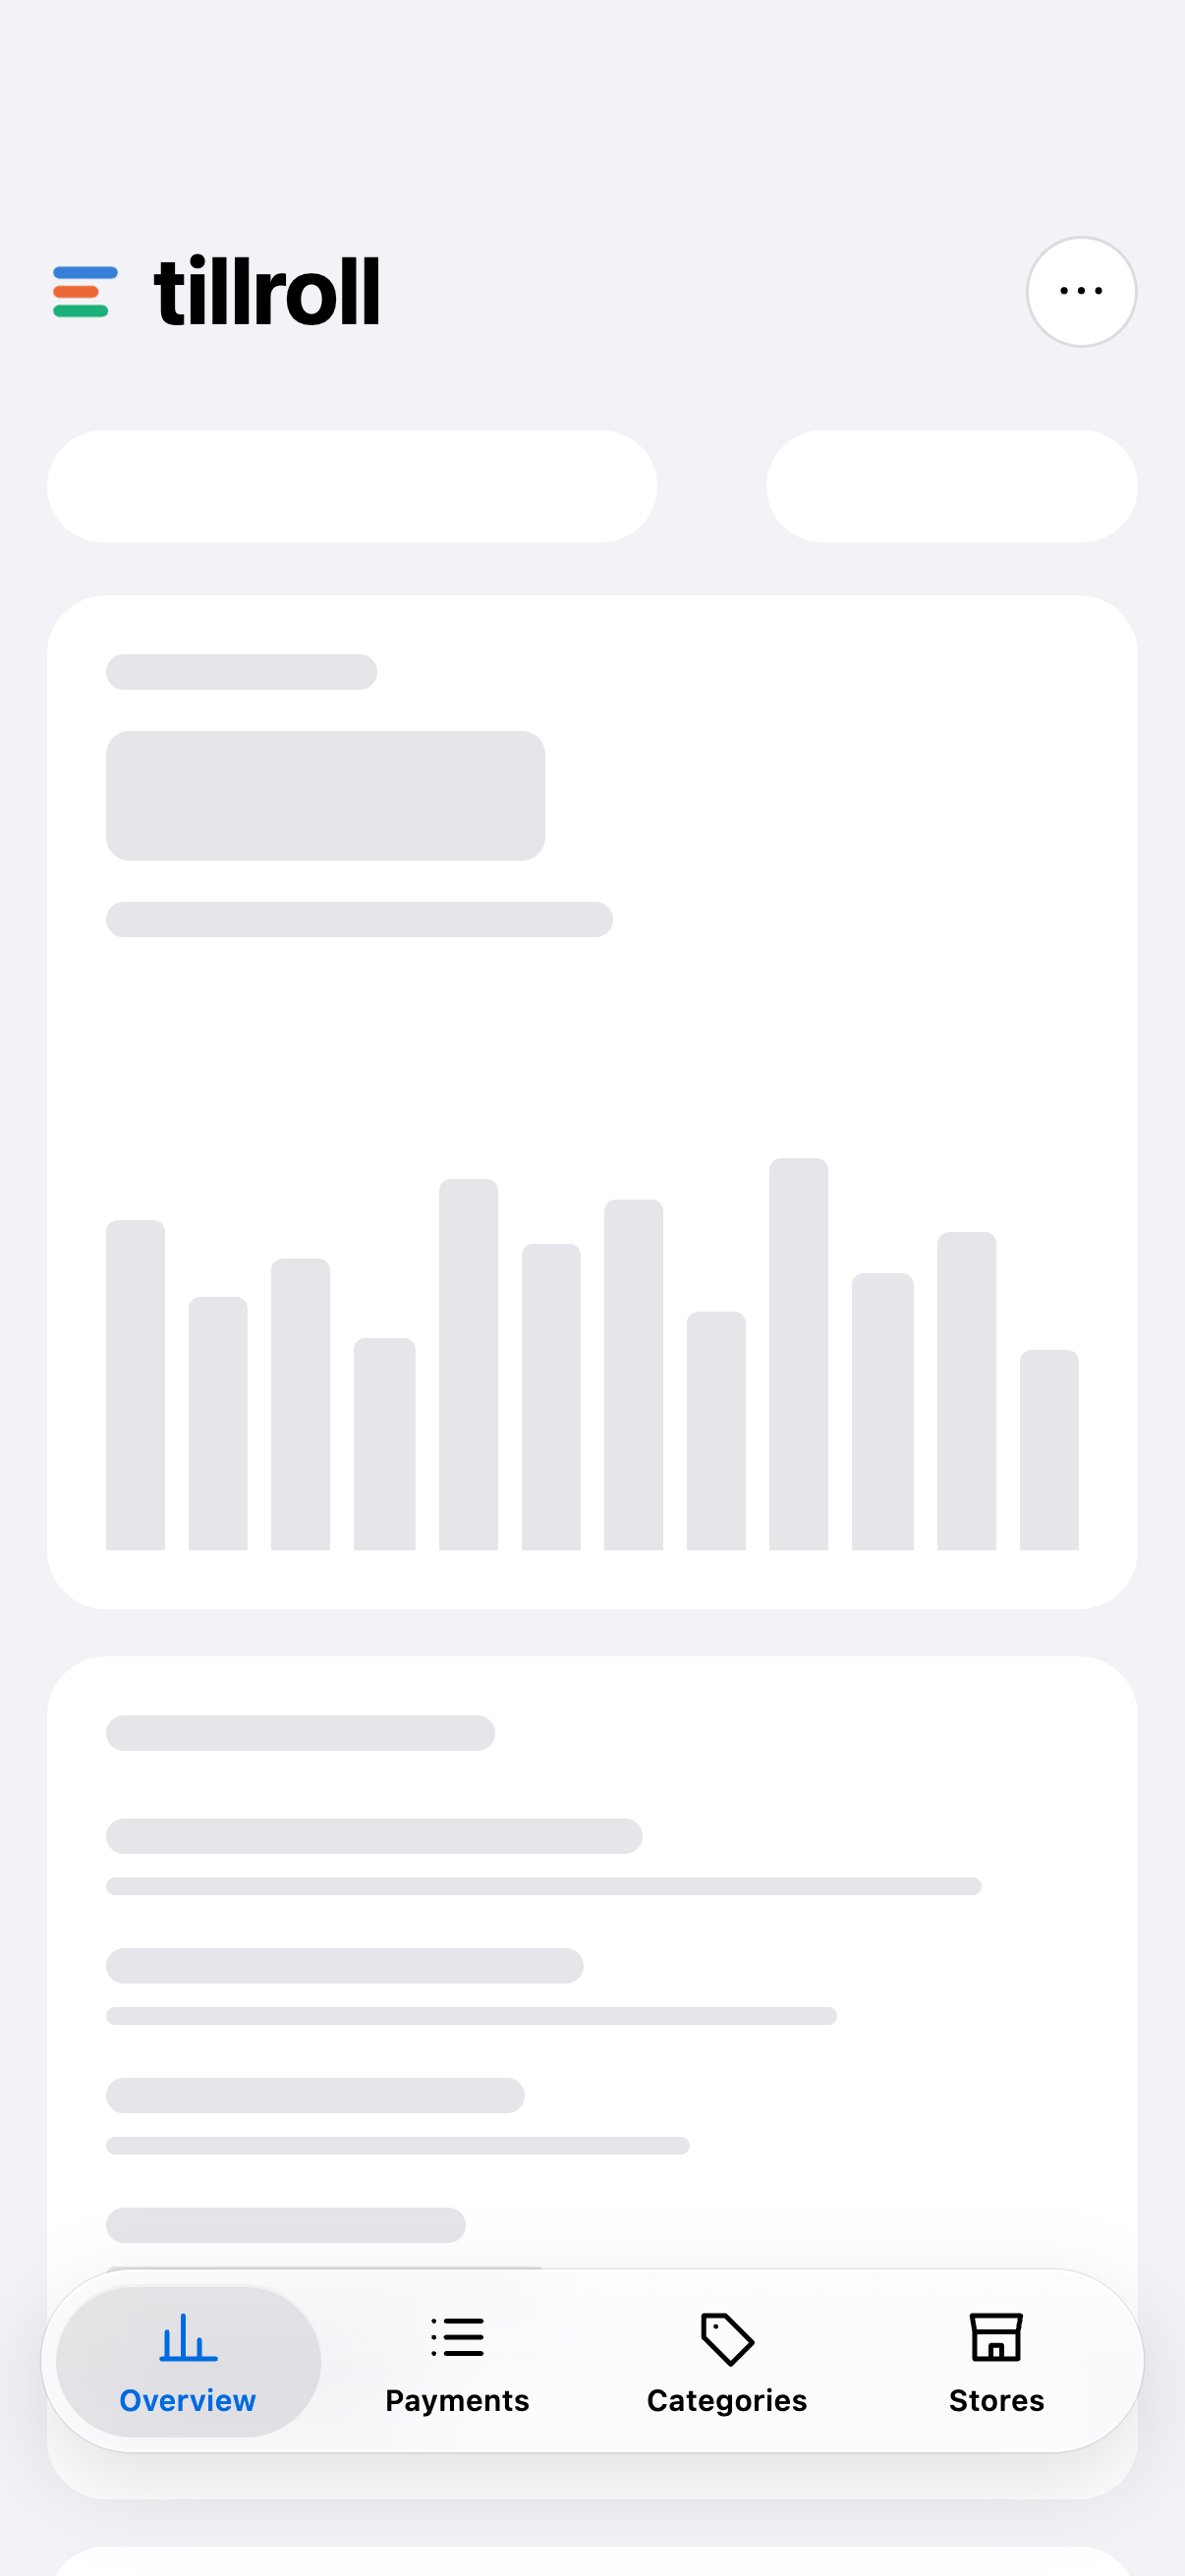 tillroll
Overview
Payments
Categories
Stores